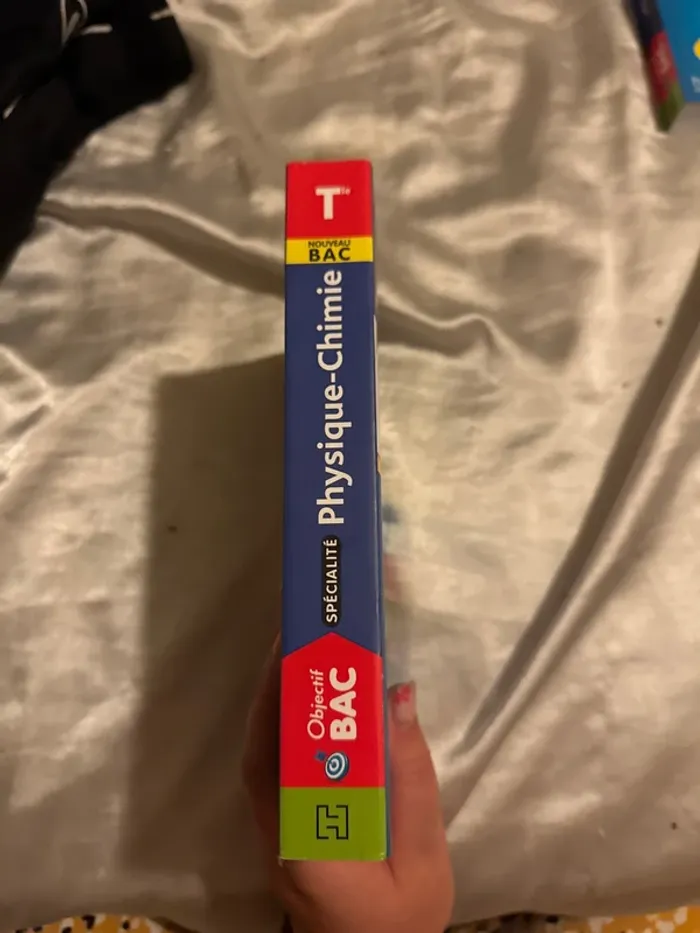 Tle
NOUVEAU
BAC
SPÉCIALITÉ Physique-Chimie
Objectif
BAC